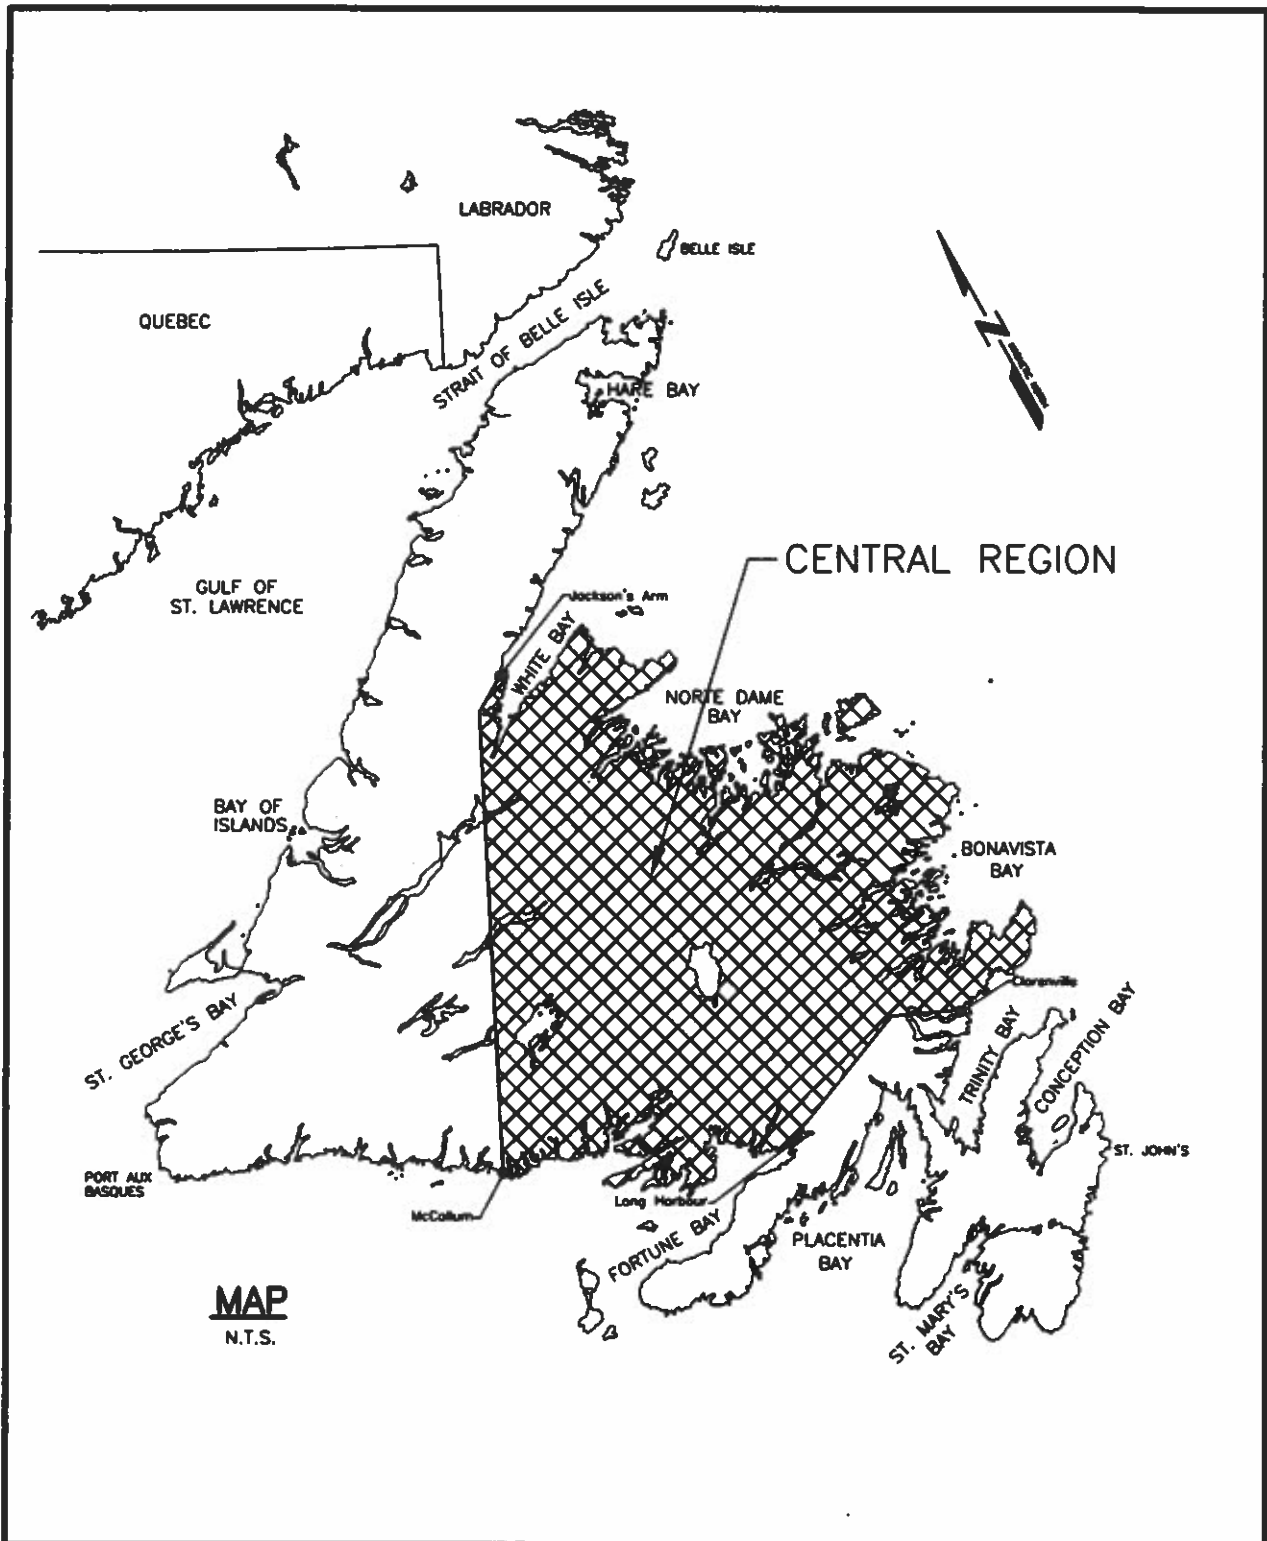 LABRADOR
BELLE ISLE
QUEBEC
STRAIT OF BELLE ISLE
HARE BAY
N
CENTRAL REGION
GULF OF
ST. LAWRENCE
Jackson's Arm
WHITE BAY
NORTE DAME
BAY
BAY OF
ISLANDS
BONAVISTA
BAY
Clarenville
ST. GEORGE'S BAY
TRINITY BAY
CONCEPTION BAY
ST. JOHN'S
PORT AUX
BASQUES
McCallum
Long Harbour
FORTUNE BAY
PLACENTIA
BAY
ST. MARY'S
BAY
MAP
N.T.S.